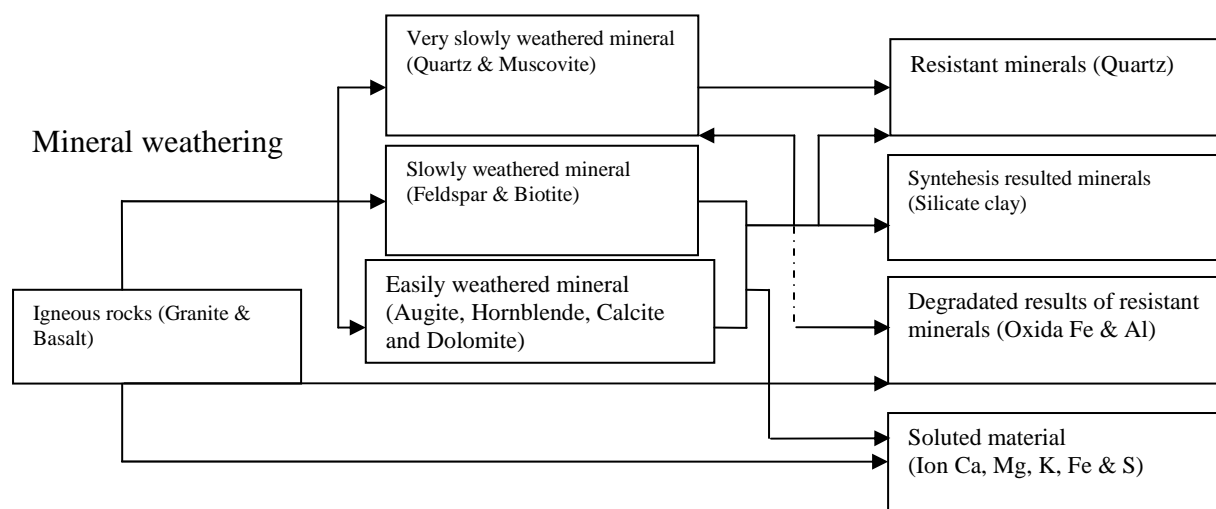 Mineral weathering
Igneous rocks (Granite &
Basalt)
Very slowly weathered mineral
(Quartz & Muscovite)
Slowly weathered mineral
(Feldspar & Biotite)
Easily weathered mineral
(Augite, Hornblende, Calcite
and Dolomite)
Resistant minerals (Quartz)
Syntehesis resulted minerals
(Silicate clay)
Degradated results of resistant
minerals (Oxida Fe & Al)
Soluted material
(Ion Ca, Mg, K, Fe & S)